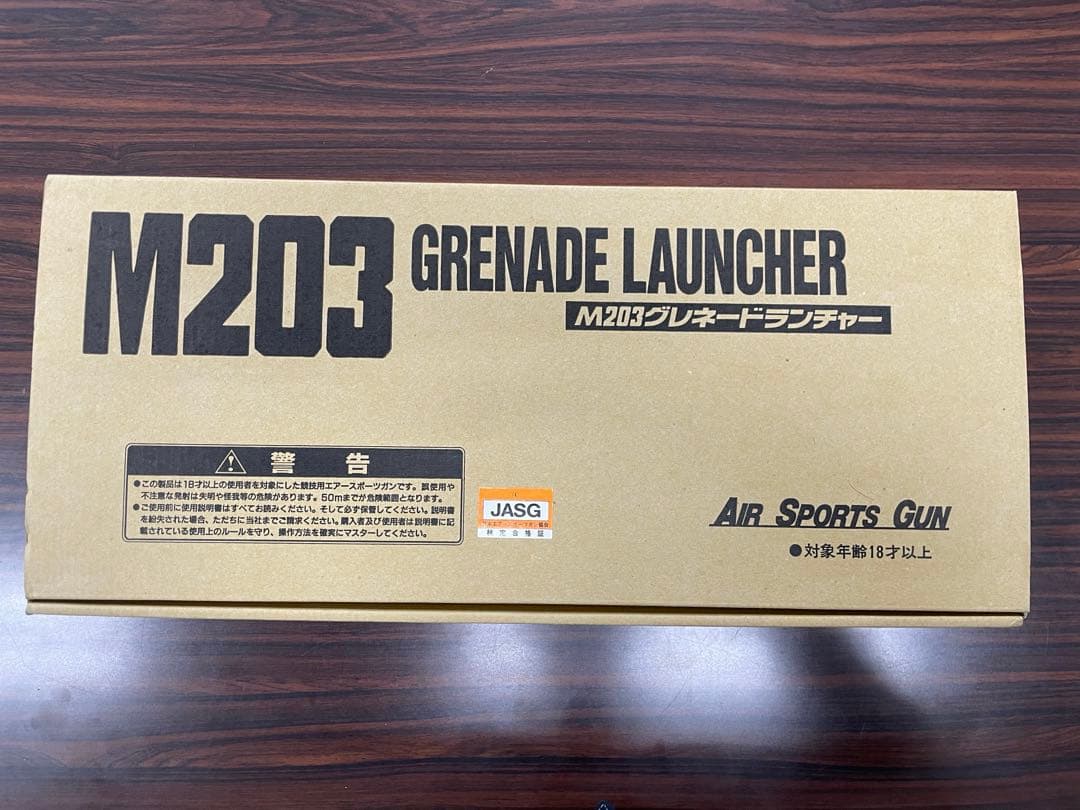 M203
GRENADE LAUNCHER
M203グレネードランチャー
警告
●この製品は18才以上の使用者を対象にした競技用エアースポーツガンです。誤使用や
不注意な発射は失明や怪我等の危険があります。50mまでが危険範囲となります。
●ご使用前に使用説明書はすべてお読みください。そして必ず保管してください。説明書
を紛失された場合、ただちに当社までご請求ください。購入者及び使用者は説明書に記
載されている使用上のルールを守り、操作方法を確実にマスターしてください。
JASG
検定合格証
AIR SPORTS GUN
●対象年齢18才以上